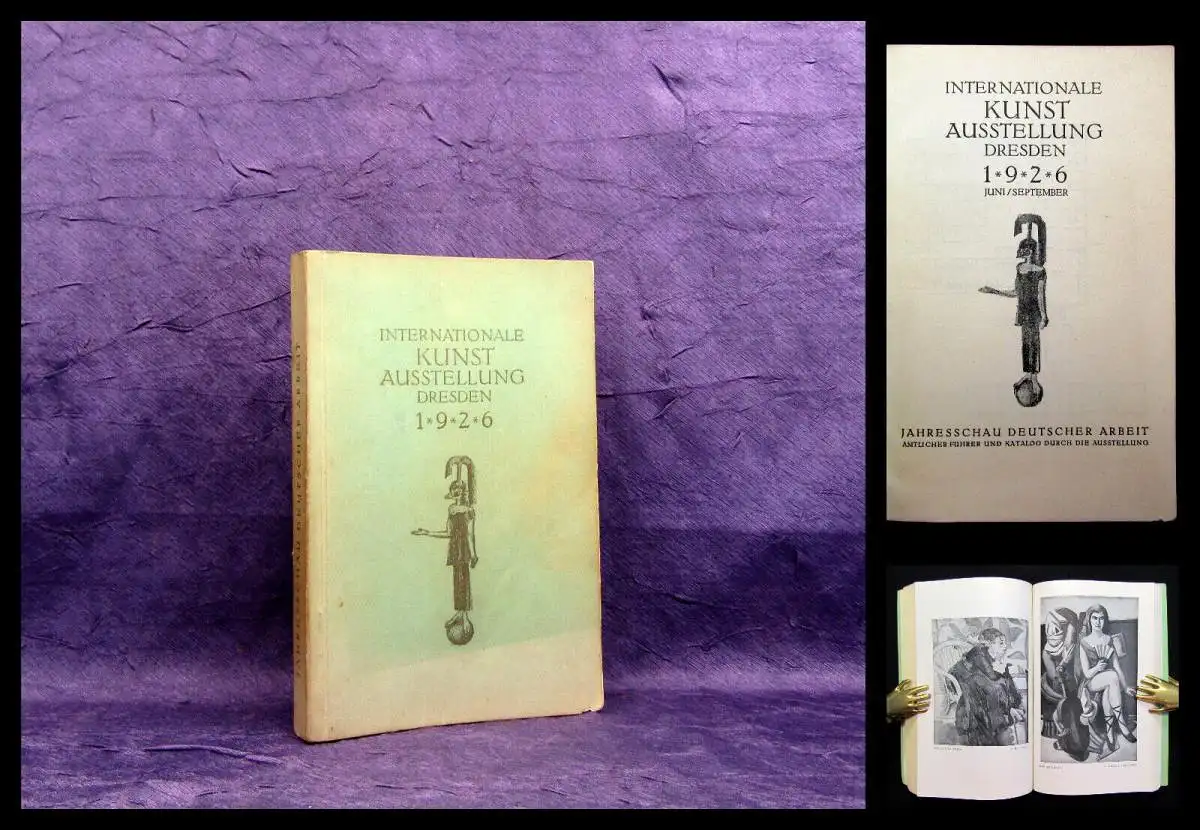 INTERNATIONALE
KUNST
AUSSTELLUNG
DRESDEN
1*9*2*6
JAHRESSCHAU DEUTSCHER ARBEIT
INTERNATIONALE
KUNST
AUSSTELLUNG
DRESDEN
1*9*2*6
JUNI/SEPTEMBER
JAHRESSCHAU DEUTSCHER ARBEIT
AMTLICHER FÜHRER UND KATALOG DURCH DIE AUSSTELLUNG